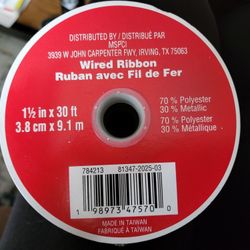 DISTRIBUTED BY / DISTRIBUÉ PAR
MSPCI
3939 W JOHN CARPENTER FWY, IRVING, TX 75063
Wired Ribbon
Ruban avec Fil de Fer
1½ in x 30 ft
3.8 cm x 9.1 m
70 % Polyester
30 % Metallic
70 % Polyester
30 % Métallique
784213 81347-2025-03
1 98973 47570 0
MADE IN TAIWAN
FABRIQUÉ À TAIWAN